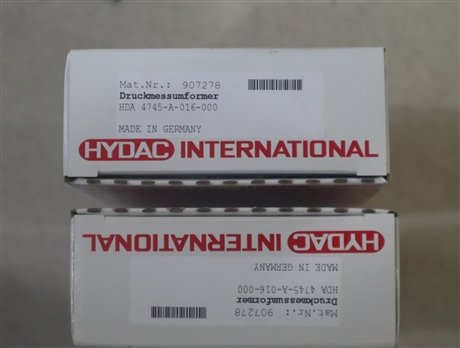 Mat.Nr.: 907278
Druckmessumformer
HDA 4745-A-016-000
MADE IN GERMANY
HYDAC INTERNATIONAL
Mat.Nr.: 907278
Druckmessumformer
HDA 4745-A-016-000
MADE IN GERMANY
HYDAC INTERNATIONAL